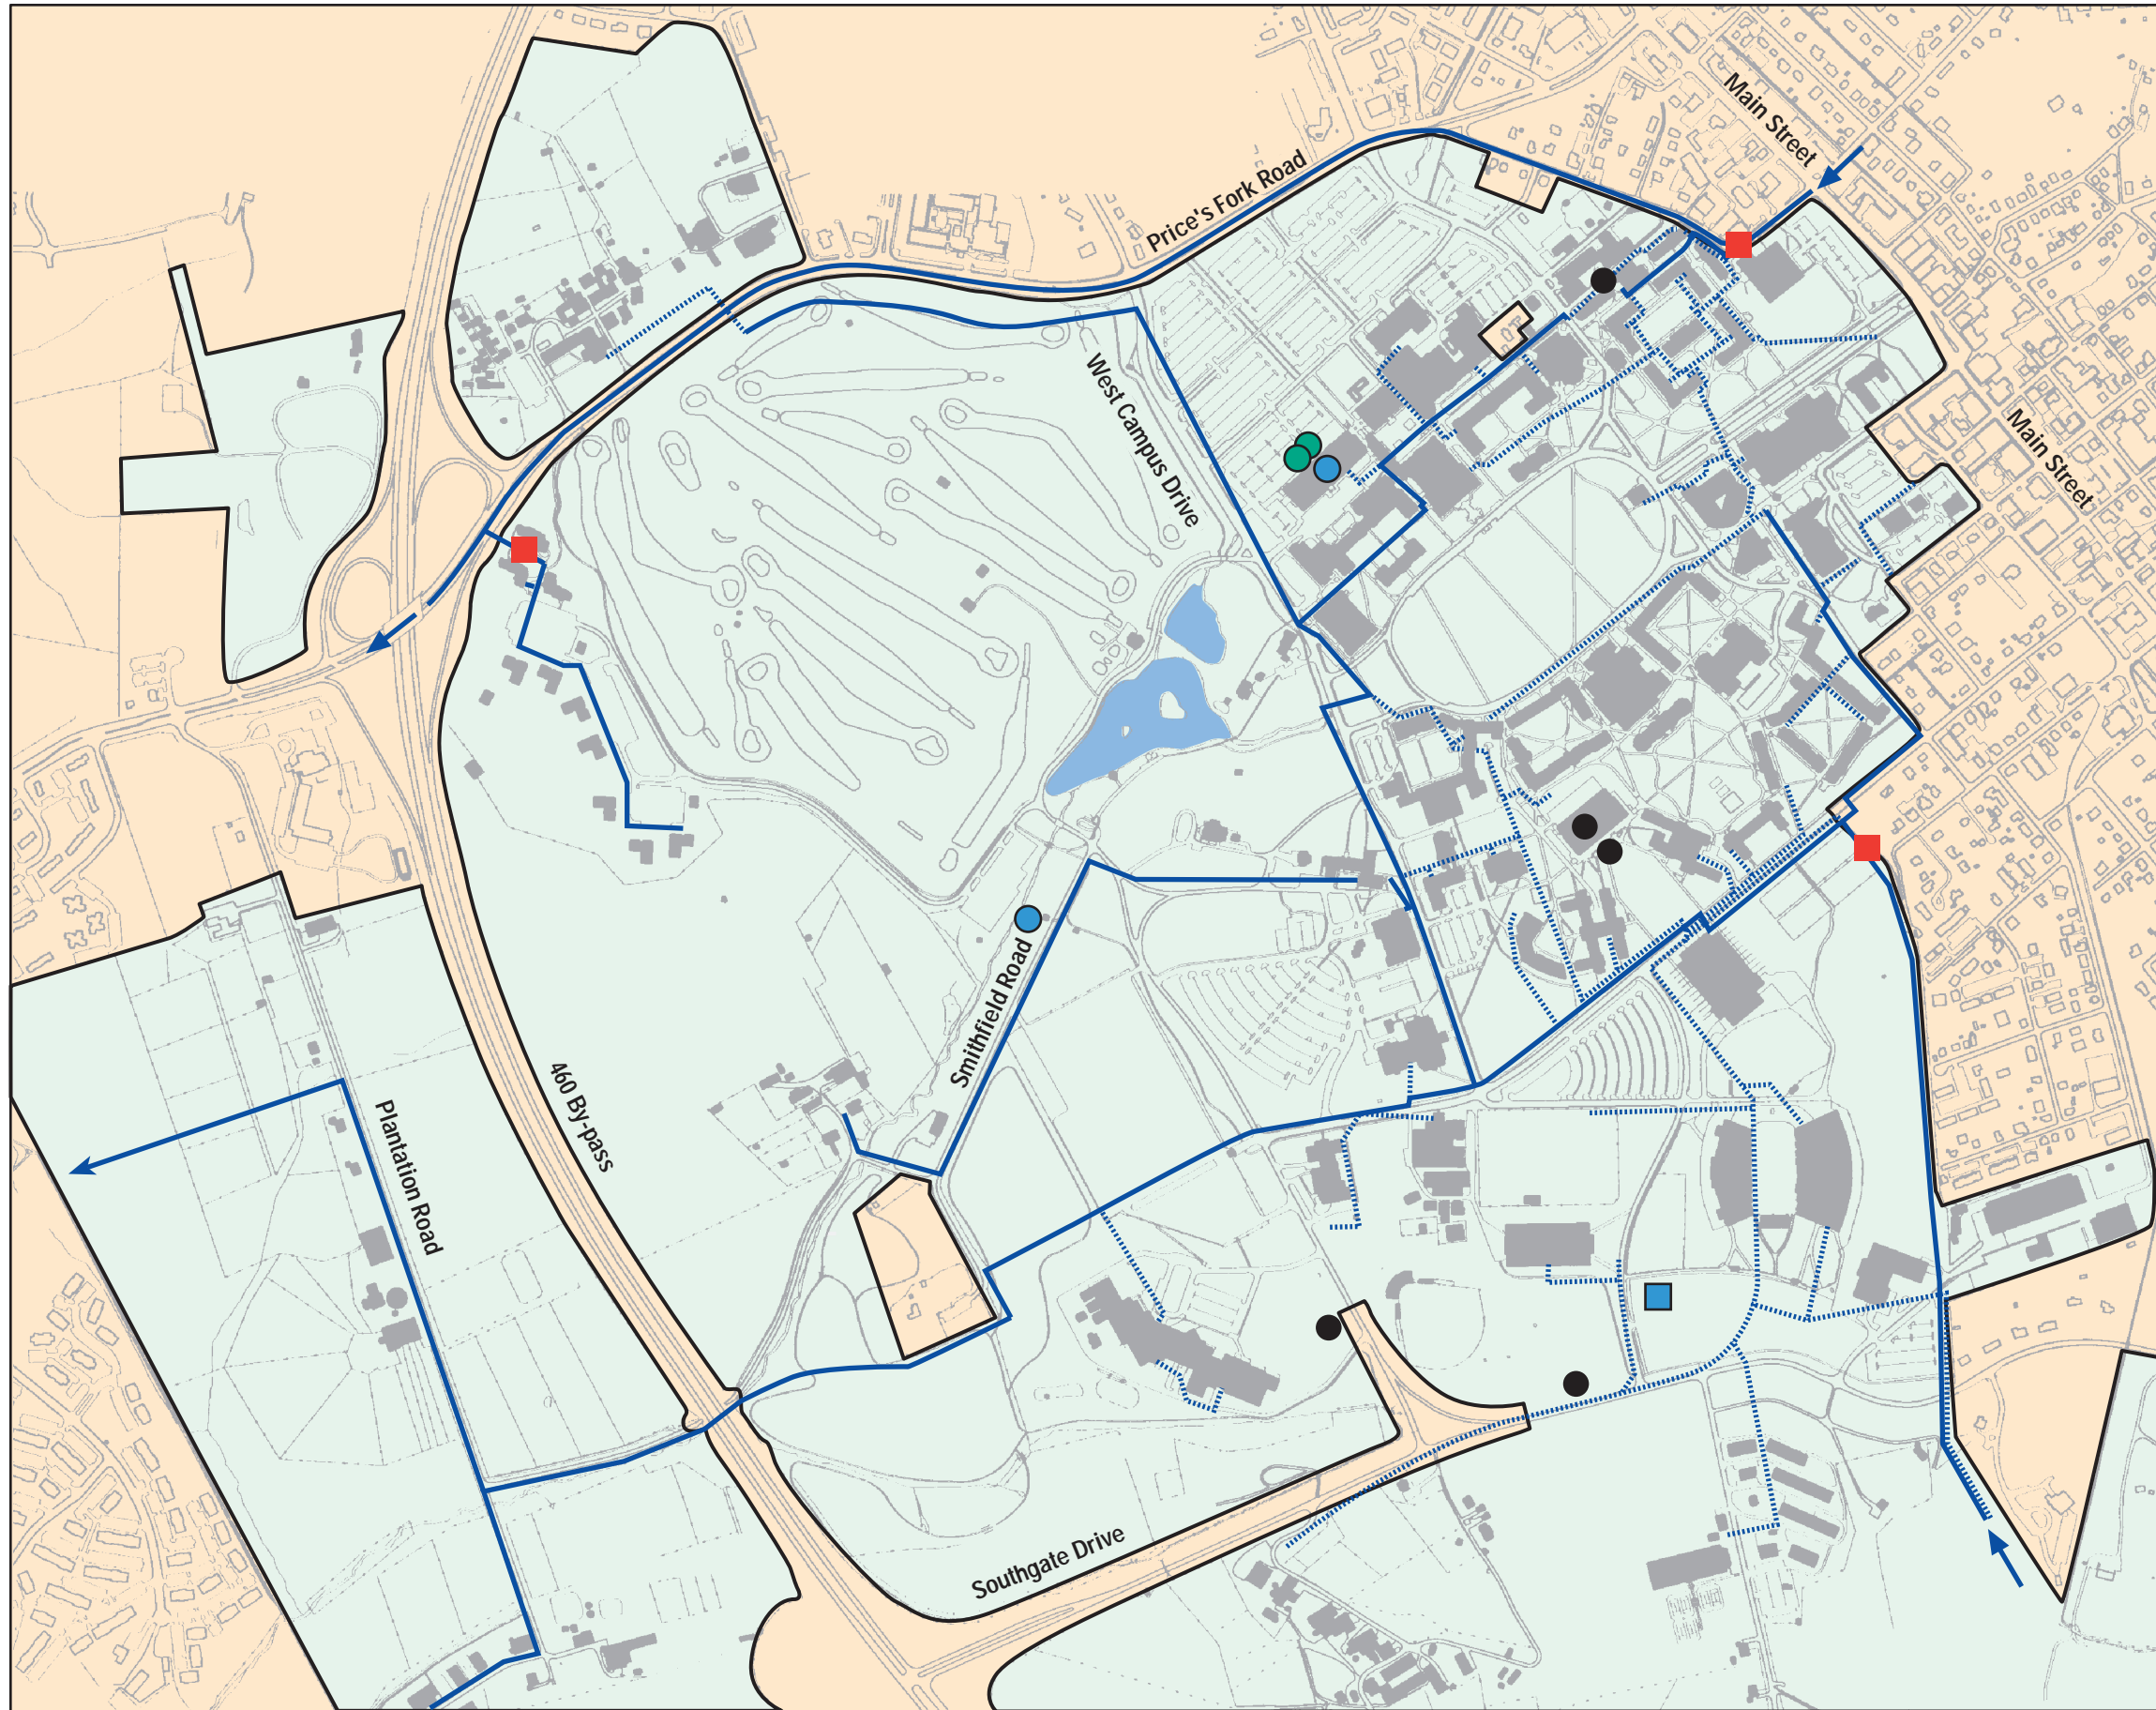 Main Street
Price's Fork Road
West Campus Drive
Main Street
Smithfield Road
460 By-pass
Plantation Road
Southgate Drive